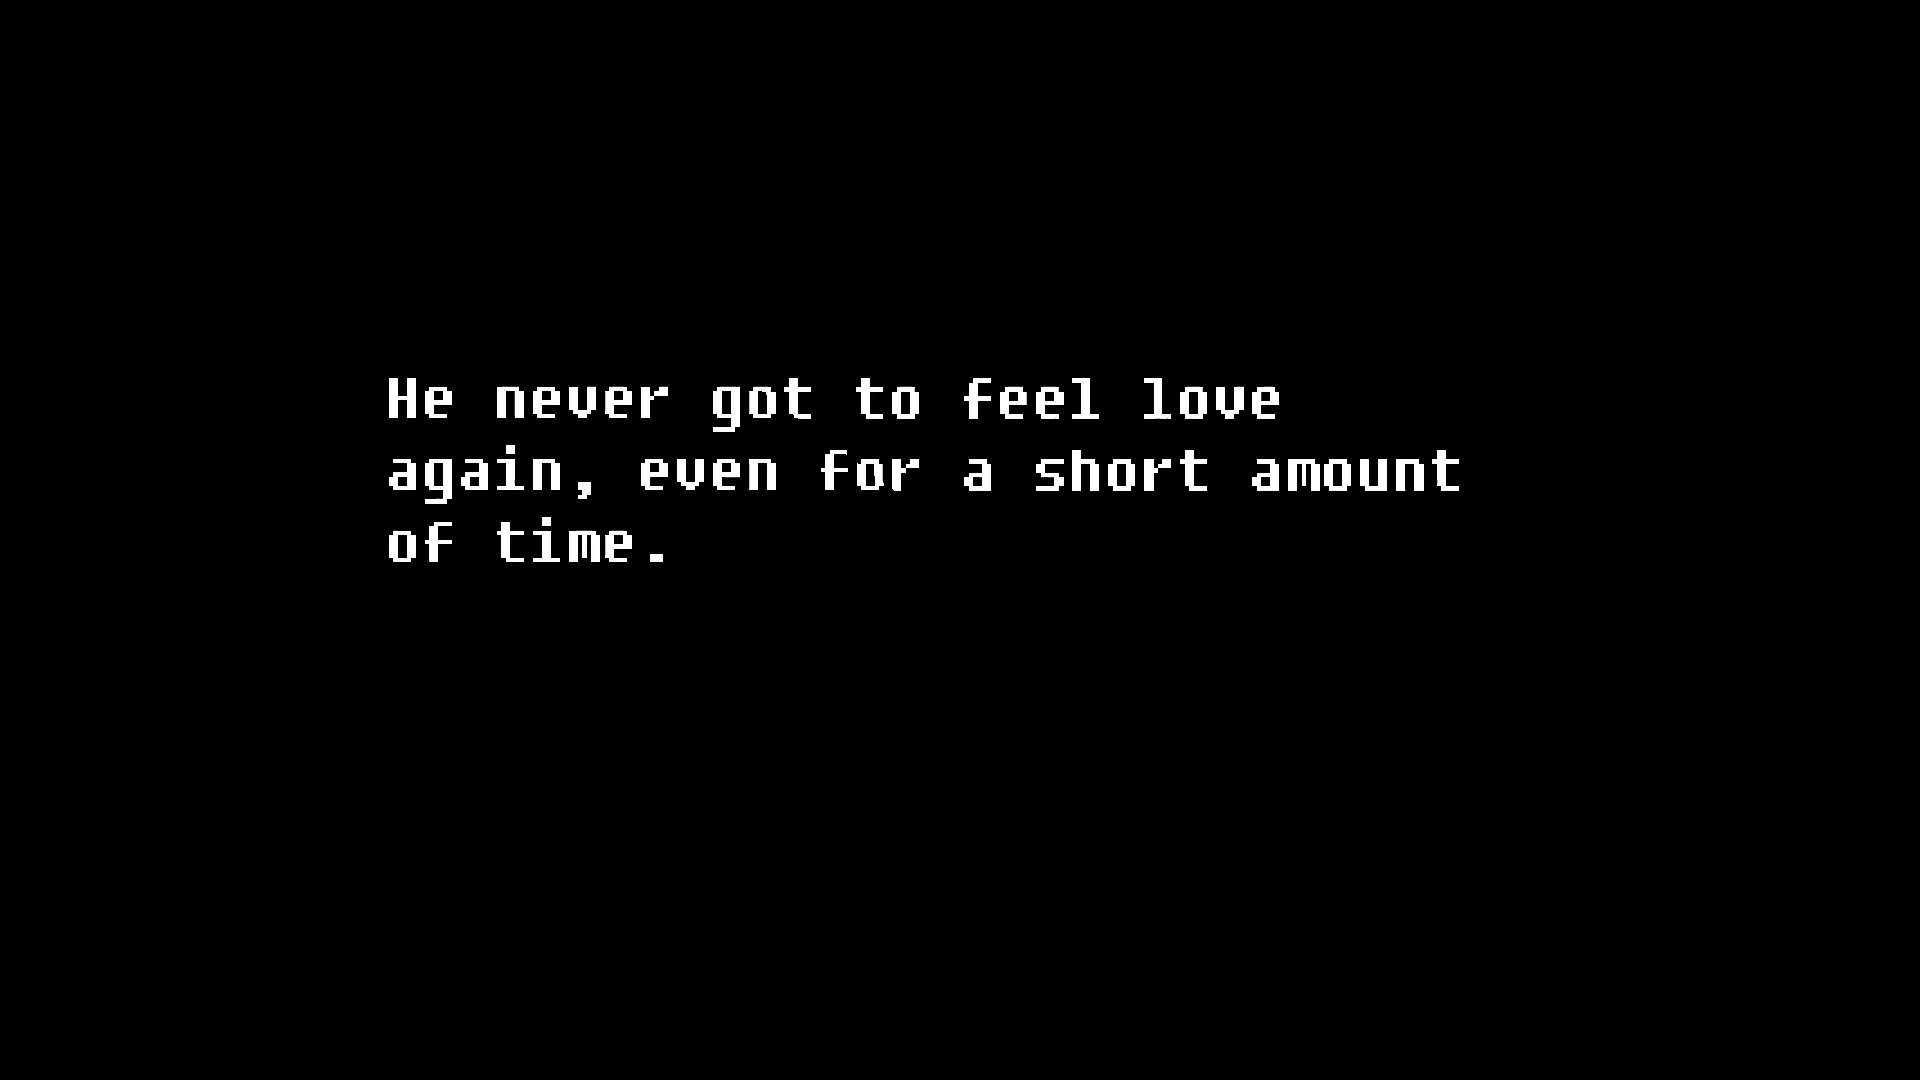 He never got to feel love
again, even for a short amount
of time.